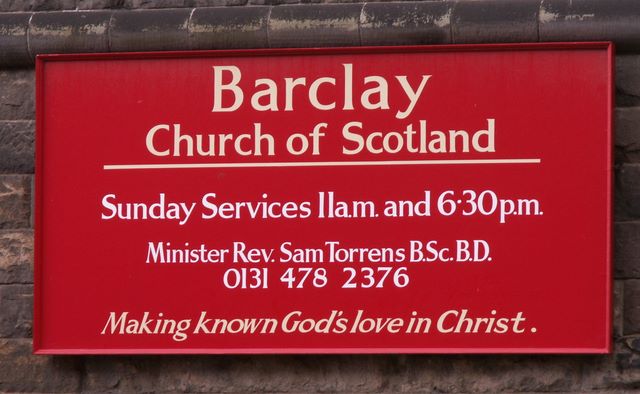 Barclay
Church of Scotland
Sunday Services 11a.m. and 6·30p.m.
Minister Rev. Sam Torrens B.Sc. B.D.
0131 478 2376
Making known God's love in Christ.